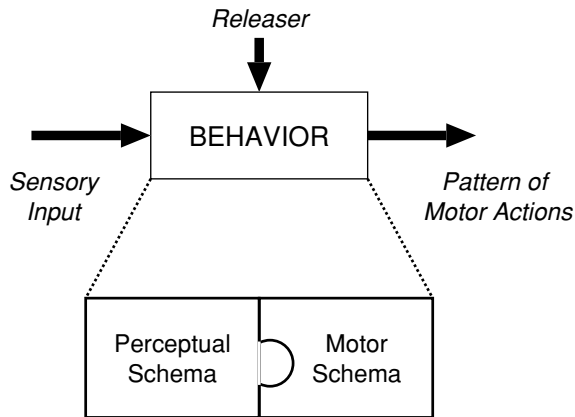 Releaser
BEHAVIOR
Sensory
Input
Pattern of
Motor Actions
Perceptual
Schema
Motor
Schema